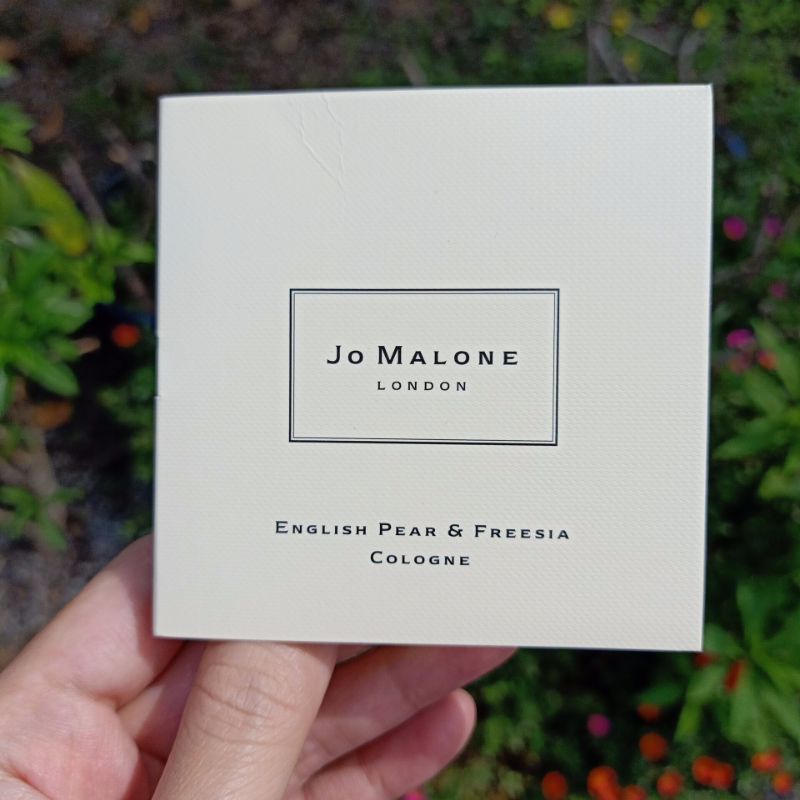 Jo Malone
LONDON
English Pear & Freesia
Cologne